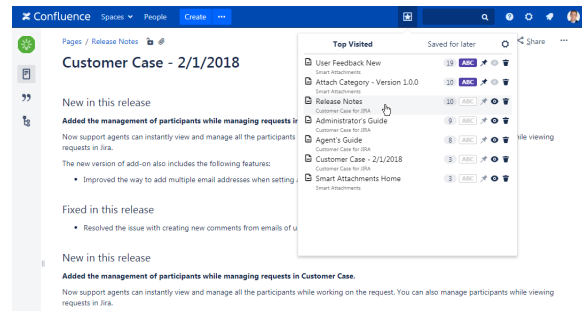 Confluence Spaces People Create ...
Pages / Release Notes
Share ...
Customer Case - 2/1/2018
Top Visited Saved for later
User Feedback New 19 ABC
Smart Attachments
Attach Category - Version 1.0.0 10 ABC
Smart Attachments
Release Notes 10 ABC
Customer Case for JIRA
Administrator's Guide 9 ABC
Customer Case for JIRA
Agent's Guide 8 ABC
Customer Case for JIRA
Customer Case - 2/1/2018 3 ABC
Customer Case for JIRA
Smart Attachments Home 3 ABC
Smart Attachments
New in this release
Added the management of participants while managing requests in
Now support agents can instantly view and manage all the participants while viewing
requests in Jira.
The new version of add-on also includes the following features:
• Improved the way to add multiple email addresses when setting
Fixed in this release
• Resolved the issue with creating new comments from emails of
New in this release
Added the management of participants while managing requests in Customer Case.
Now support agents can instantly view and manage all the participants while working on the request. You can also manage participants while viewing
requests in Jira.